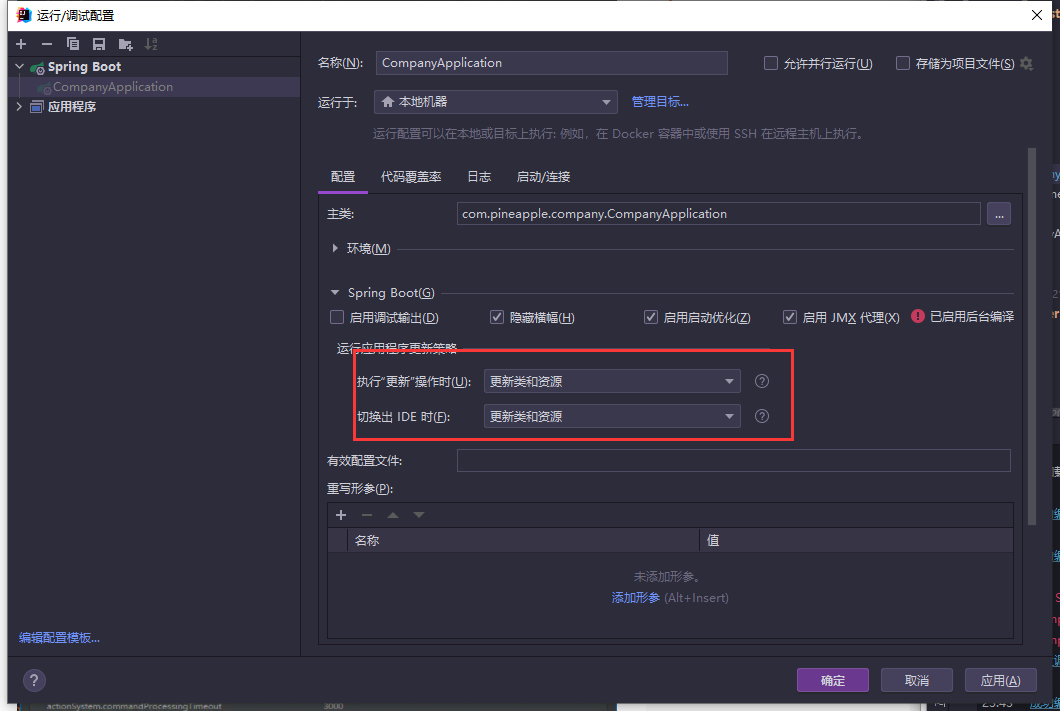 运行/调试配置
Spring Boot
CompanyApplication
应用程序
编辑配置模板...
名称(N): CompanyApplication 允许并行运行(U) 存储为项目文件(S)
运行于: 本地机器 管理目标...
运行配置可以在本地或目标上执行: 例如，在 Docker 容器中或使用 SSH 在远程主机上执行。
配置 代码覆盖率 日志 启动/连接
主类: com.pineapple.company.CompanyApplication ...
环境(M)
Spring Boot(G)
启用调试输出(D) 隐藏横幅(H) 启用启动优化(Z) 启用 JMX 代理(X) 已启用后台编译
运行应用程序更新策略
执行“更新”操作时(U): 更新类和资源
切换出 IDE 时(F): 更新类和资源
有效配置文件:
重写形参(P):
名称 值
未添加形参。
添加形参 (Alt+Insert)
? 确定 取消 应用(A)
actionSystem.commandProcessingTimeout 3000